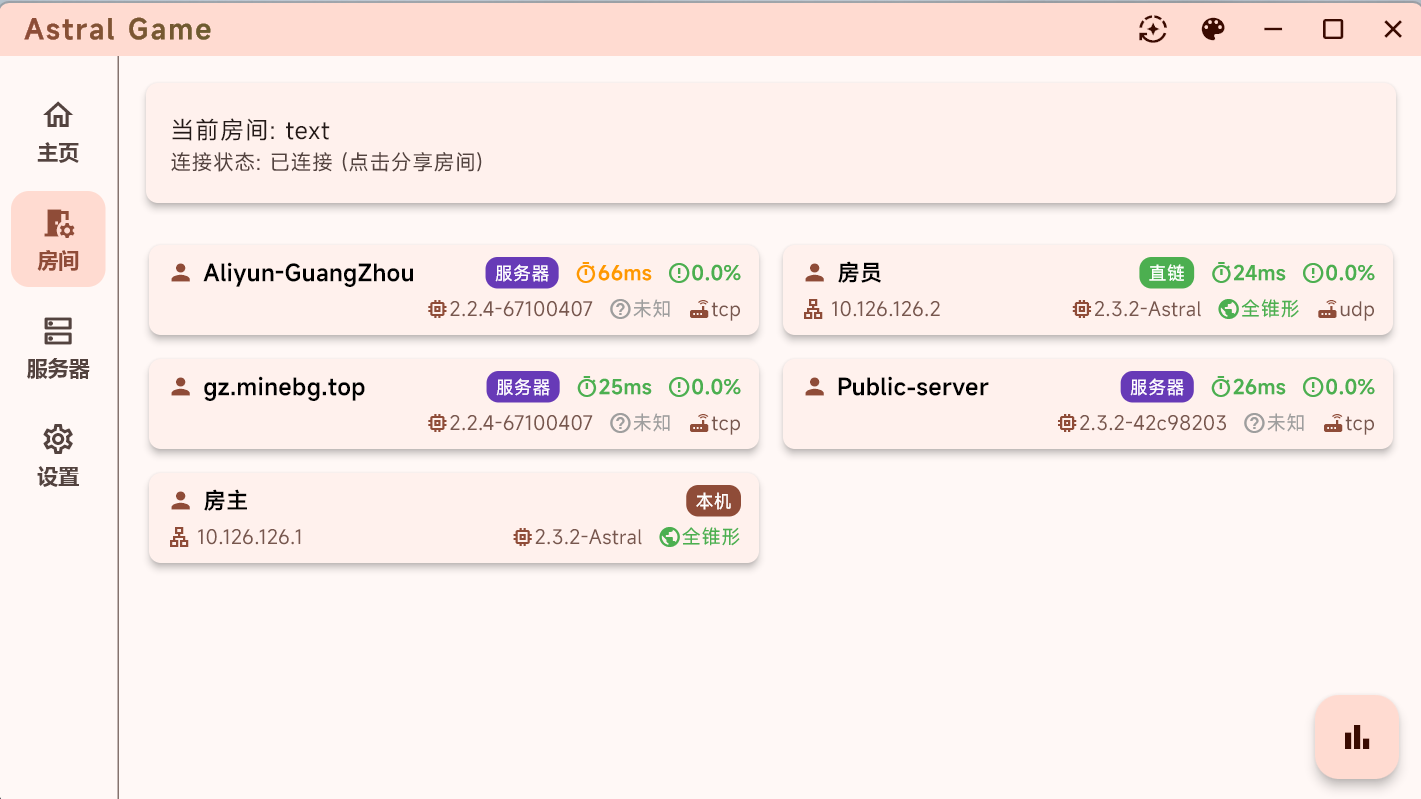 Astral Game
主页
房间
服务器
设置
当前房间: text
连接状态: 已连接 (点击分享房间)
Aliyun-GuangZhou 服务器 66ms 0.0%
2.2.4-67100407 未知 tcp
房员 直链 24ms 0.0%
10.126.126.2 2.3.2-Astral 全锥形 udp
gz.minebg.top 服务器 25ms 0.0%
2.2.4-67100407 未知 tcp
Public-server 服务器 26ms 0.0%
2.3.2-42c98203 未知 tcp
房主 本机
10.126.126.1 2.3.2-Astral 全锥形